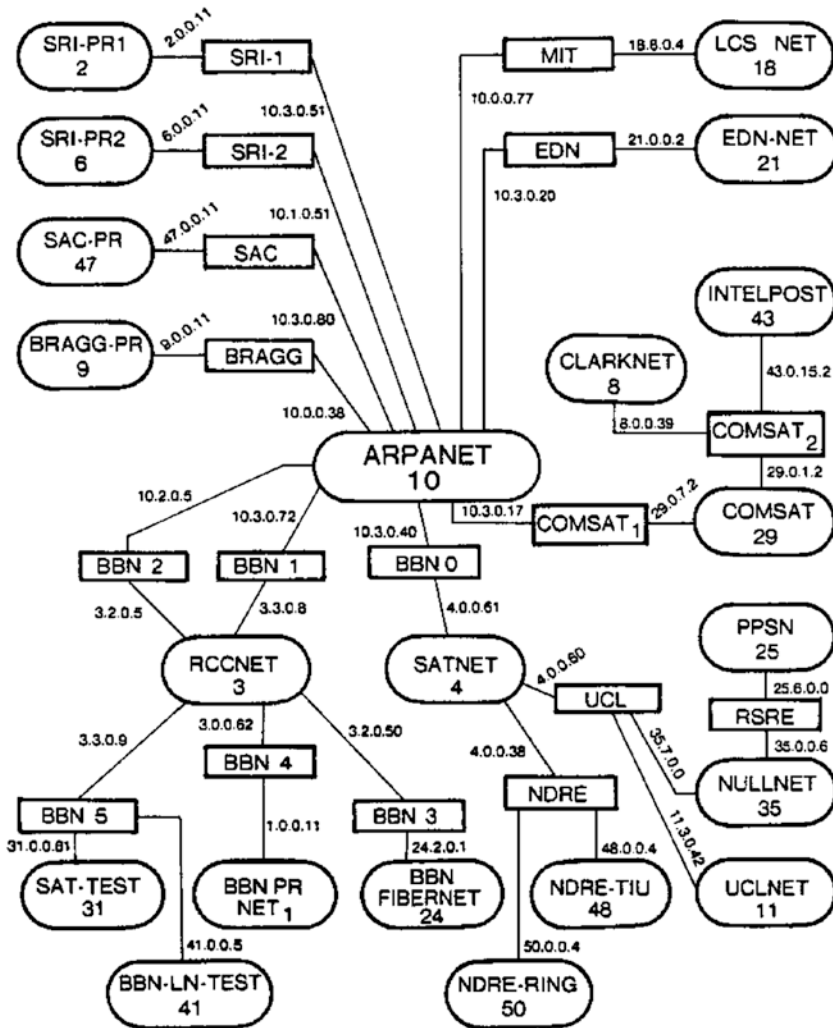 SRI-PR1
2
2.0.0.11
SRI-1
10.3.0.51
MIT
10.0.0.77
18.8.0.4
LCS NET
18
SRI-PR2
6
6.0.0.11
SRI-2
10.1.0.51
EDN
10.3.0.20
21.0.0.2
EDN-NET
21
SAC-PR
47
47.0.0.11
SAC
10.3.0.80
BRAGG-PR
9
9.0.0.11
BRAGG
10.0.0.38
INTELPOST
43
43.0.15.2
CLARKNET
8
8.0.0.39
COMSAT2
29.0.1.2
ARPANET
10
10.3.0.17
COMSAT1
29.0.7.2
COMSAT
29
10.2.0.5
10.3.0.72
10.3.0.40
BBN 2
BBN 1
BBN 0
3.2.0.5
3.3.0.8
4.0.0.61
RCCNET
3
SATNET
4
4.0.0.60
UCL
PPSN
25
25.6.0.0
RSRE
35.0.0.6
35.7.0.0
NULLNET
35
11.3.0.42
UCLNET
11
3.3.0.9
3.0.0.62
3.2.0.50
4.0.0.38
BBN 4
NDRE
BBN 5
BBN 3
31.0.0.61
1.0.0.11
24.2.0.1
48.0.0.4
SAT-TEST
31
BBN PR
NET1
BBN
FIBERNET
24
NDRE-TIU
48
41.0.0.5
50.0.0.4
BBN-LN-TEST
41
NDRE-RING
50